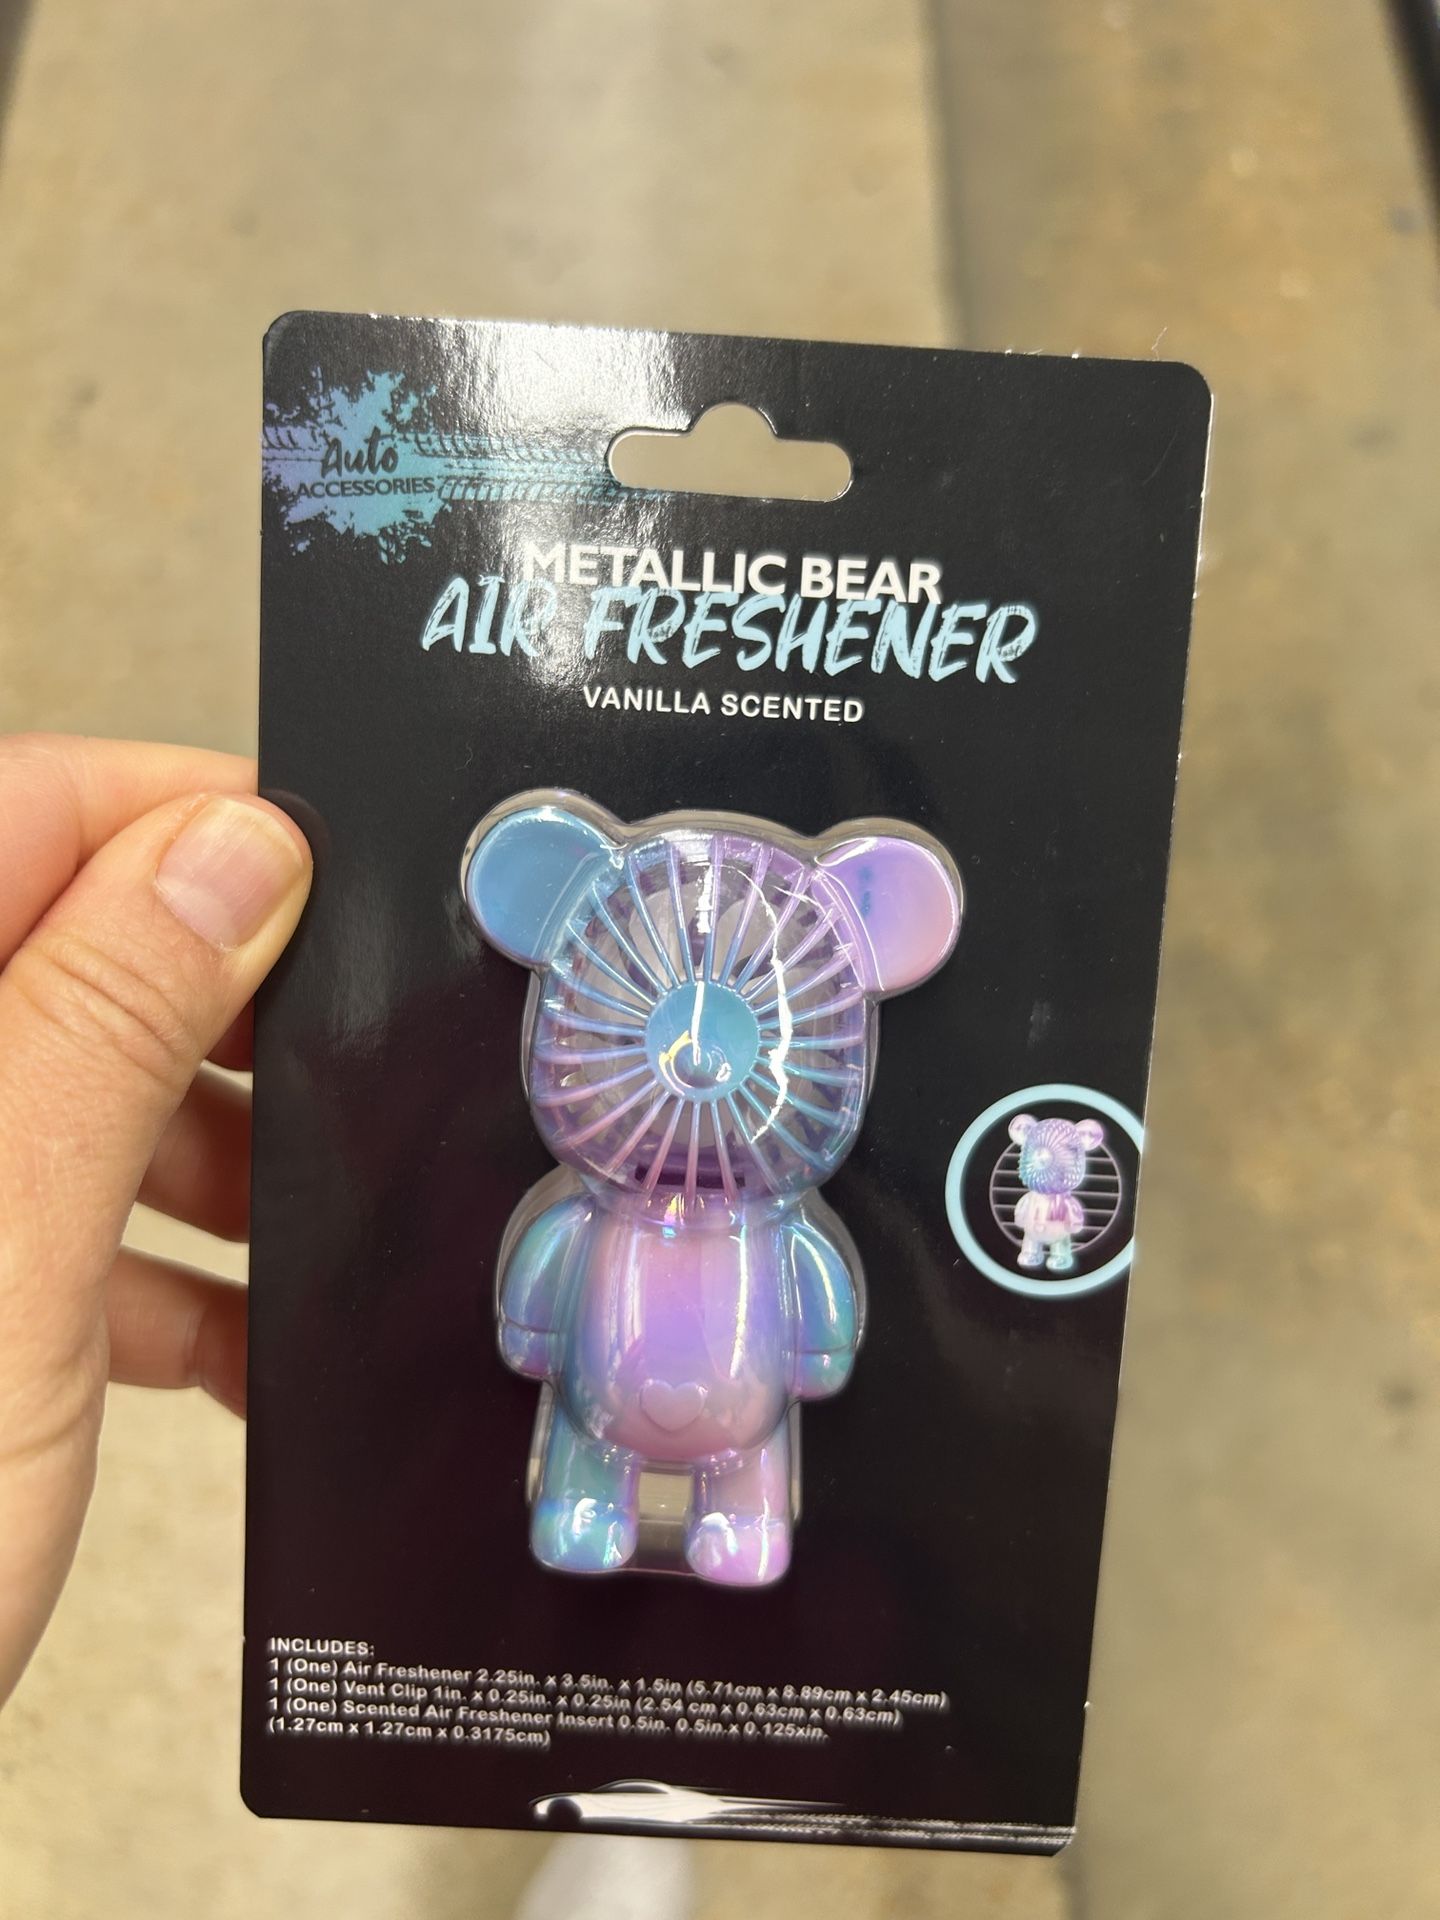 Auto
ACCESSORIES
METALLIC BEAR
AIR FRESHENER
VANILLA SCENTED
INCLUDES:
1 (One) Air Freshener 2.25in. x 3.5in. x 1.5in (5.71cm x 8.89cm x 2.45cm)
1 (One) Vent Clip 1in. x 0.25in. x 0.25in (2.54 cm x 0.63cm x 0.63cm)
1 (One) Scented Air Freshener Insert 0.5in. 0.5in.x 0.125xin.
(1.27cm x 1.27cm x 0.3175cm)